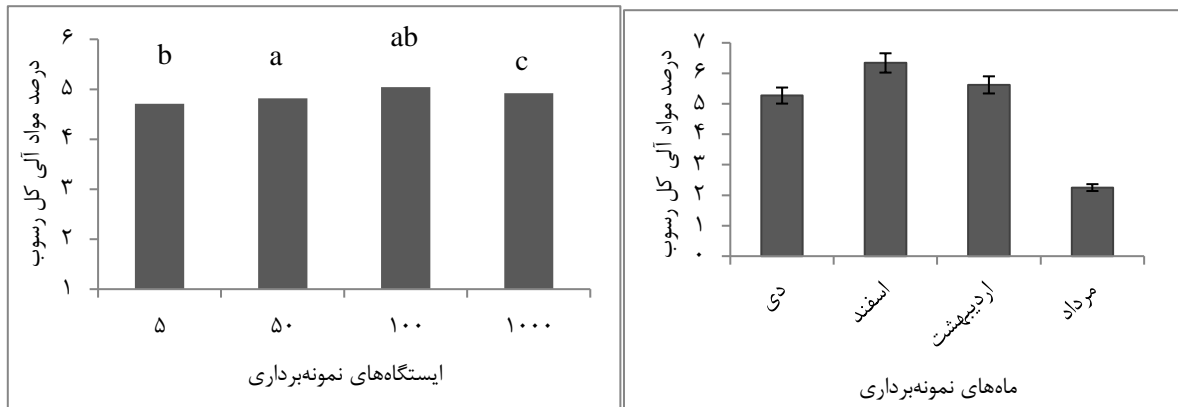 درصد مواد آلی کل رسوب
۶
۵
۴
۳
۲
۱
b
a
ab
c
۵
۵۰
۱۰۰
۱۰۰۰
ایستگاه‌های نمونه‌برداری
درصد مواد آلی کل رسوب
۷
۶
۵
۴
۳
۲
۱
۰
دی
اسفند
اردیبهشت
مرداد
ماه‌های نمونه‌برداری